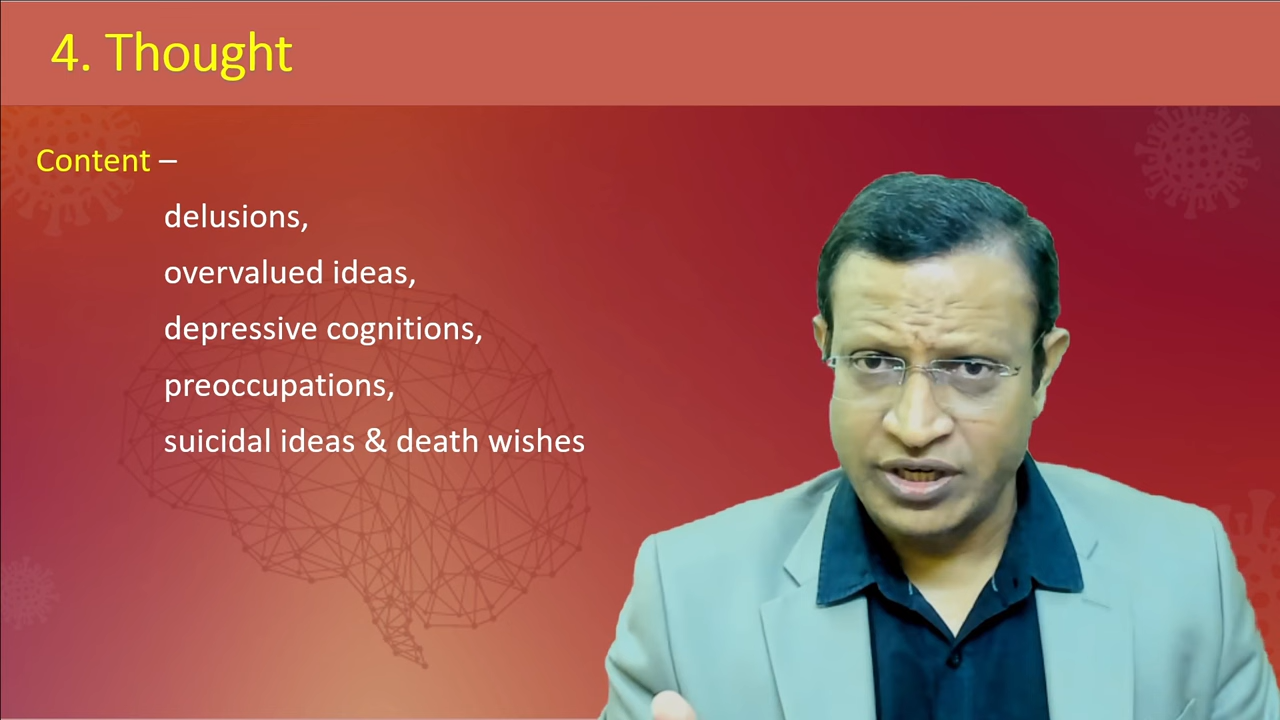 4. Thought
Content –
delusions,
overvalued ideas,
depressive cognitions,
preoccupations,
suicidal ideas & death wishes